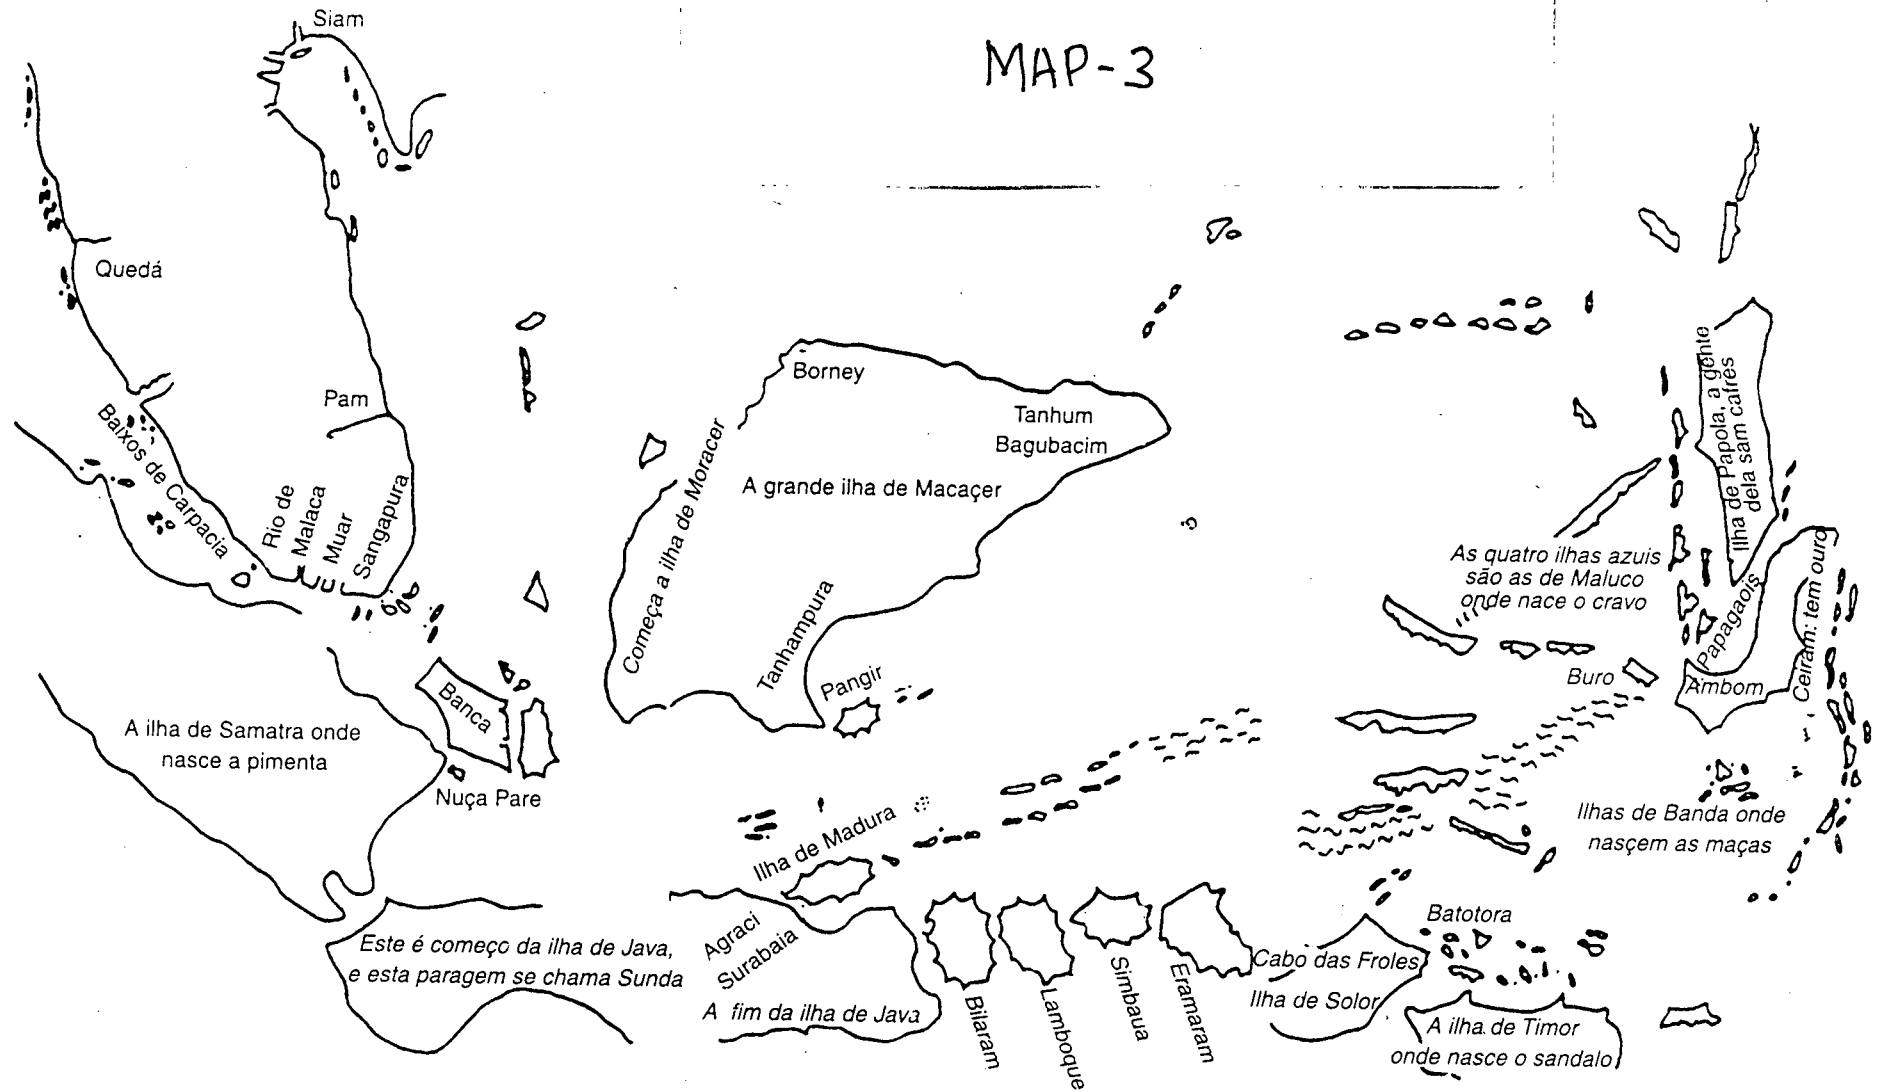 Siam
MAP-3
Quedá
Pam
Baixos de Carpacia
Rio de
Malaca
Muar
Sangapura
Borney
Tanhum
Bagubacim
A grande ilha de Macaçer
Começa a ilha de Moracer
Tanhampura
Pangir
Ilha de Papola, a gente
dela sam cafres
As quatro ilhas azuis
são as de Maluco
onde nace o cravo
Papagaois
Ceiram: tem ouro
Buro
Ambom
Banca
A ilha de Samatra onde
nasce a pimenta
Nuça Pare
Ilha de Madura
Ilhas de Banda onde
nasçem as maças
Este é começo da ilha de Java,
e esta paragem se chama Sunda
Agraci
Surabaia
A fim da ilha de Java
Bilaram
Lamboque
Simbaua
Eramaram
Cabo das Froles
Ilha de Solor
Batotora
A ilha de Timor
onde nasce o sandalo